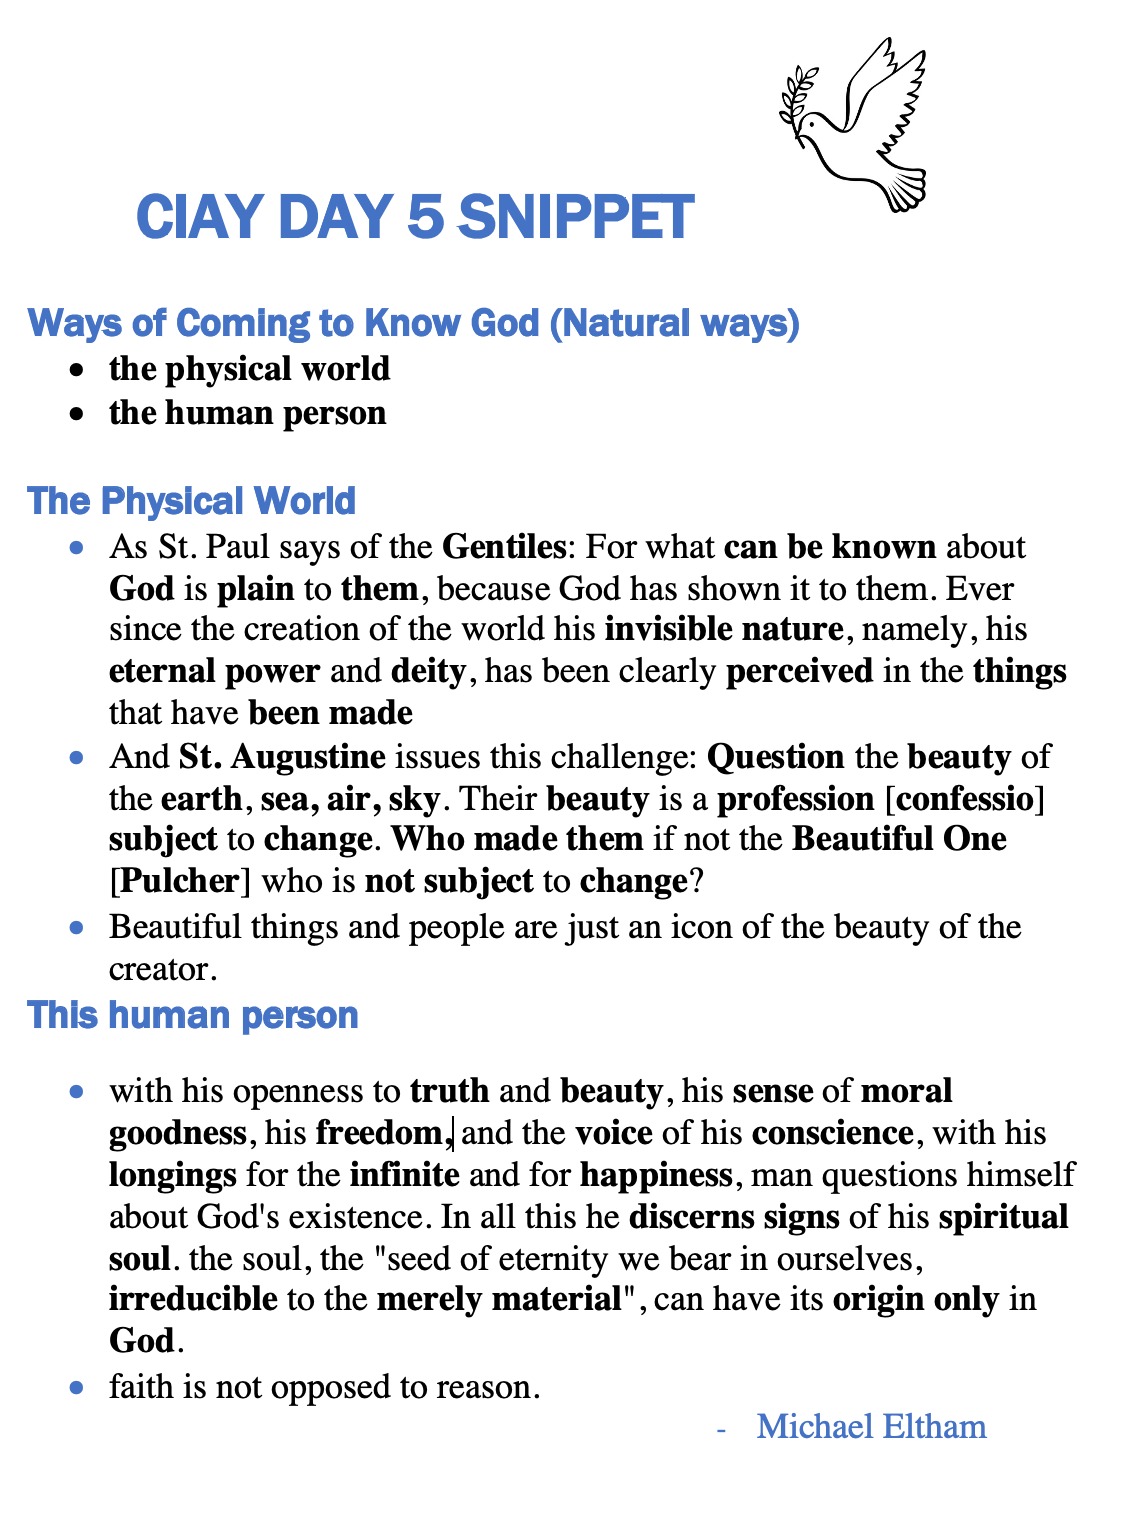 CIAY DAY 5 SNIPPET
Ways of Coming to Know God (Natural ways)
• the physical world
• the human person
The Physical World
• As St. Paul says of the Gentiles: For what can be known about
God is plain to them, because God has shown it to them. Ever
since the creation of the world his invisible nature, namely, his
eternal power and deity, has been clearly perceived in the things
that have been made
• And St. Augustine issues this challenge: Question the beauty of
the earth, sea, air, sky. Their beauty is a profession [confessio]
subject to change. Who made them if not the Beautiful One
[Pulcher] who is not subject to change?
• Beautiful things and people are just an icon of the beauty of the
creator.
This human person
• with his openness to truth and beauty, his sense of moral
goodness, his freedom, and the voice of his conscience, with his
longings for the infinite and for happiness, man questions himself
about God's existence. In all this he discerns signs of his spiritual
soul. the soul, the "seed of eternity we bear in ourselves,
irreducible to the merely material", can have its origin only in
God.
• faith is not opposed to reason.
- Michael Eltham